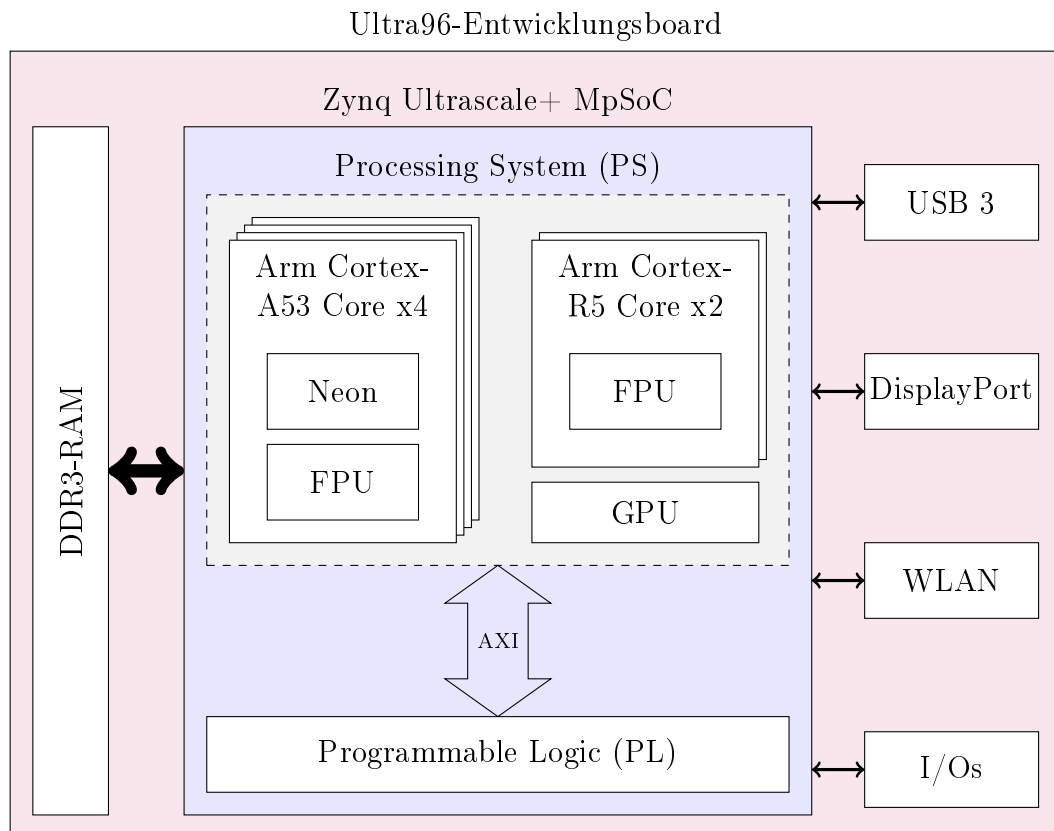 Ultra96-Entwicklungsboard
Zynq Ultrascale+ MpSoC
DDR3-RAM
Processing System (PS)
Arm Cortex-
A53 Core x4
Neon
FPU
Arm Cortex-
R5 Core x2
FPU
GPU
AXI
Programmable Logic (PL)
USB 3
DisplayPort
WLAN
I/Os